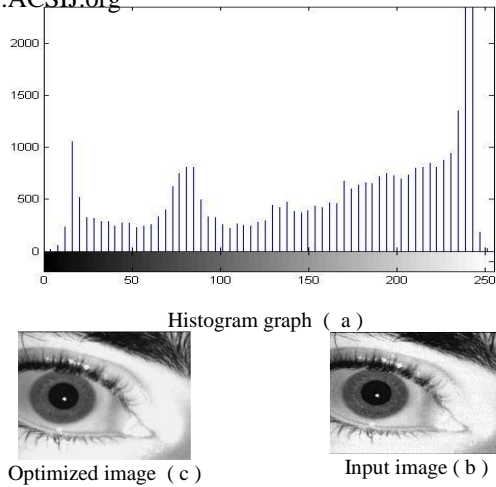 .ACSIJ.org
2000
1500
1000
500
0
0 50 100 150 200 250
Histogram graph ( a )
Optimized image ( c )
Input image ( b )